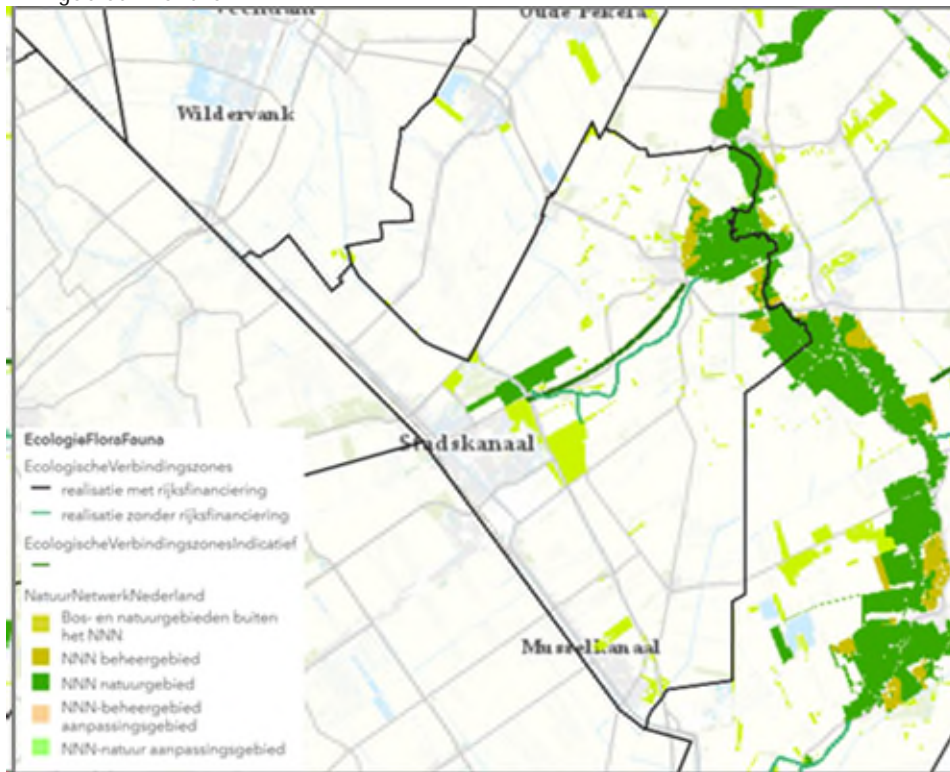 Veendam
Oude Pekela
Wildervank
Stadskanaal
Musselkanaal
EcologieFloraFauna
EcologischeVerbindingszones
realisatie met rijksfinanciering
realisatie zonder rijksfinanciering
EcologischeVerbindingszonesIndicatief
NatuurNetwerkNederland
Bos- en natuurgebieden buiten
het NNN
NNN beheergebied
NNN natuurgebied
NNN-beheergebied
aanpassingsgebied
NNN-natuur aanpassingsgebied